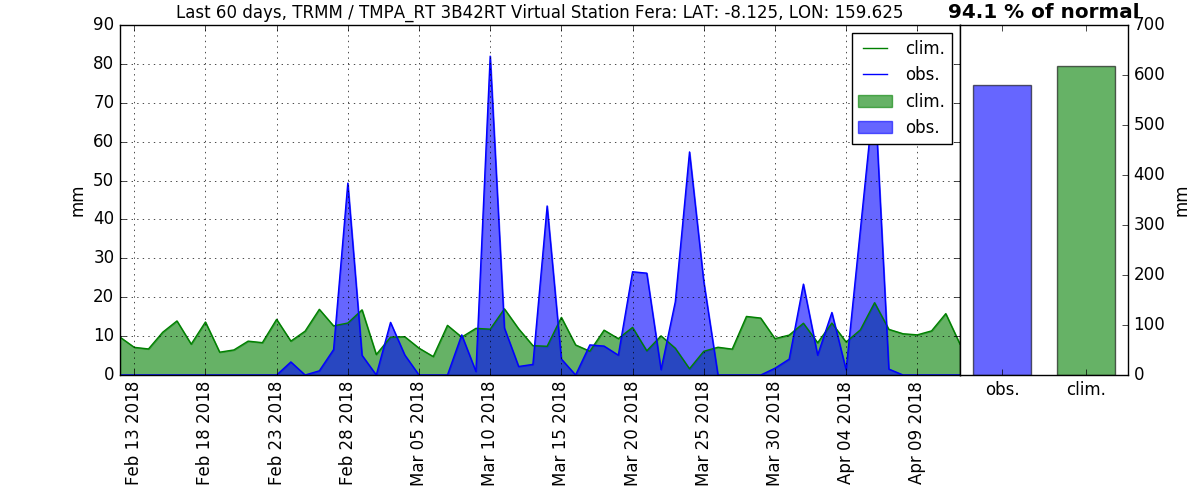 Last 60 days, TRMM / TMPA_RT 3B42RT Virtual Station Fera: LAT: -8.125, LON: 159.625
94.1 % of normal
90
80
70
60
50
40
30
20
10
0
mm
Feb 13 2018
Feb 18 2018
Feb 23 2018
Feb 28 2018
Mar 05 2018
Mar 10 2018
Mar 15 2018
Mar 20 2018
Mar 25 2018
Mar 30 2018
Apr 04 2018
Apr 09 2018
clim.
obs.
clim.
obs.
700
600
500
400
300
200
100
0
mm
obs.
clim.